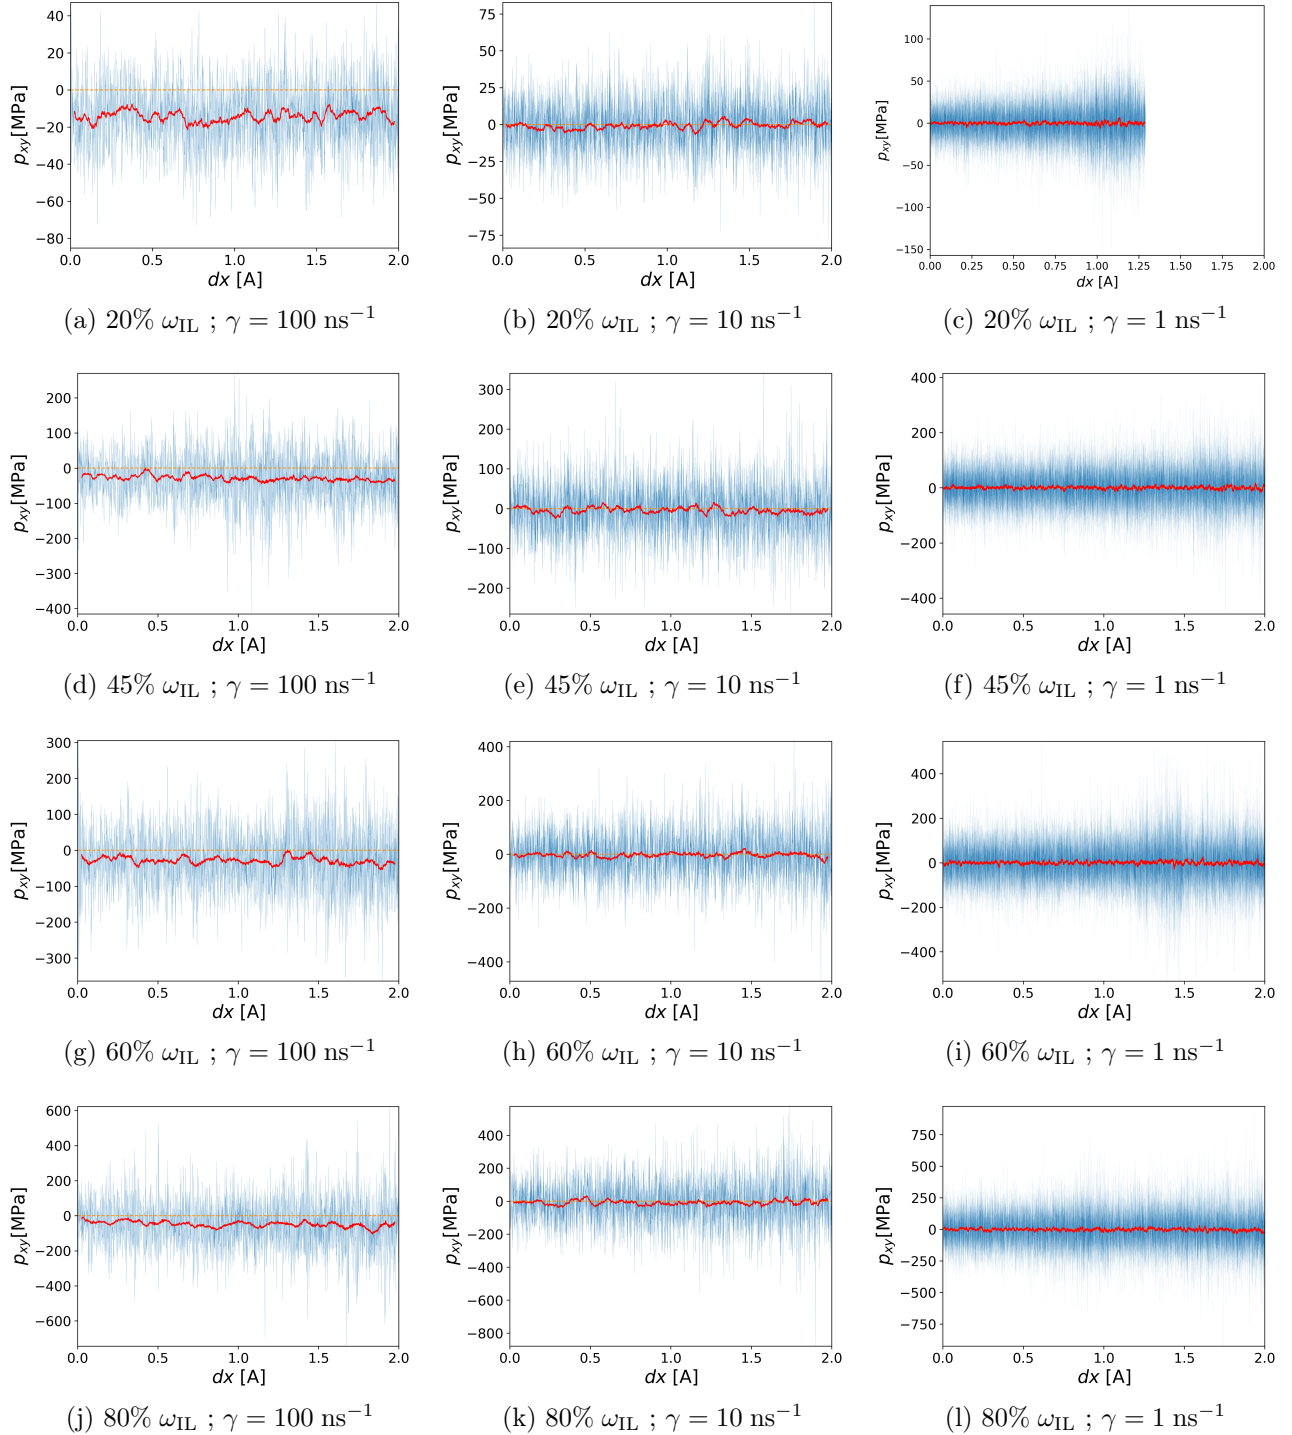 40
20
0
−20
−40
−60
−80
p_xy[MPa]
0.0 0.5 1.0 1.5 2.0
dx [A]
(a) 20% ω_IL ; γ = 100 ns⁻¹
75
50
25
0
−25
−50
−75
p_xy[MPa]
0.0 0.5 1.0 1.5 2.0
dx [A]
(b) 20% ω_IL ; γ = 10 ns⁻¹
100
50
0
−50
−100
−150
p_xy[MPa]
0.00 0.25 0.50 0.75 1.00 1.25 1.50 1.75 2.00
dx [A]
(c) 20% ω_IL ; γ = 1 ns⁻¹
200
100
0
−100
−200
−300
−400
p_xy[MPa]
0.0 0.5 1.0 1.5 2.0
dx [A]
(d) 45% ω_IL ; γ = 100 ns⁻¹
300
200
100
0
−100
−200
p_xy[MPa]
0.0 0.5 1.0 1.5 2.0
dx [A]
(e) 45% ω_IL ; γ = 10 ns⁻¹
400
200
0
−200
−400
p_xy[MPa]
0.0 0.5 1.0 1.5 2.0
dx [A]
(f) 45% ω_IL ; γ = 1 ns⁻¹
300
200
100
0
−100
−200
−300
p_xy[MPa]
0.0 0.5 1.0 1.5 2.0
dx [A]
(g) 60% ω_IL ; γ = 100 ns⁻¹
400
200
0
−200
−400
p_xy[MPa]
0.0 0.5 1.0 1.5 2.0
dx [A]
(h) 60% ω_IL ; γ = 10 ns⁻¹
400
200
0
−200
−400
p_xy[MPa]
0.0 0.5 1.0 1.5 2.0
dx [A]
(i) 60% ω_IL ; γ = 1 ns⁻¹
600
400
200
0
−200
−400
−600
p_xy[MPa]
0.0 0.5 1.0 1.5 2.0
dx [A]
(j) 80% ω_IL ; γ = 100 ns⁻¹
400
200
0
−200
−400
−600
−800
p_xy[MPa]
0.0 0.5 1.0 1.5 2.0
dx [A]
(k) 80% ω_IL ; γ = 10 ns⁻¹
750
500
250
0
−250
−500
−750
p_xy[MPa]
0.0 0.5 1.0 1.5 2.0
dx [A]
(l) 80% ω_IL ; γ = 1 ns⁻¹